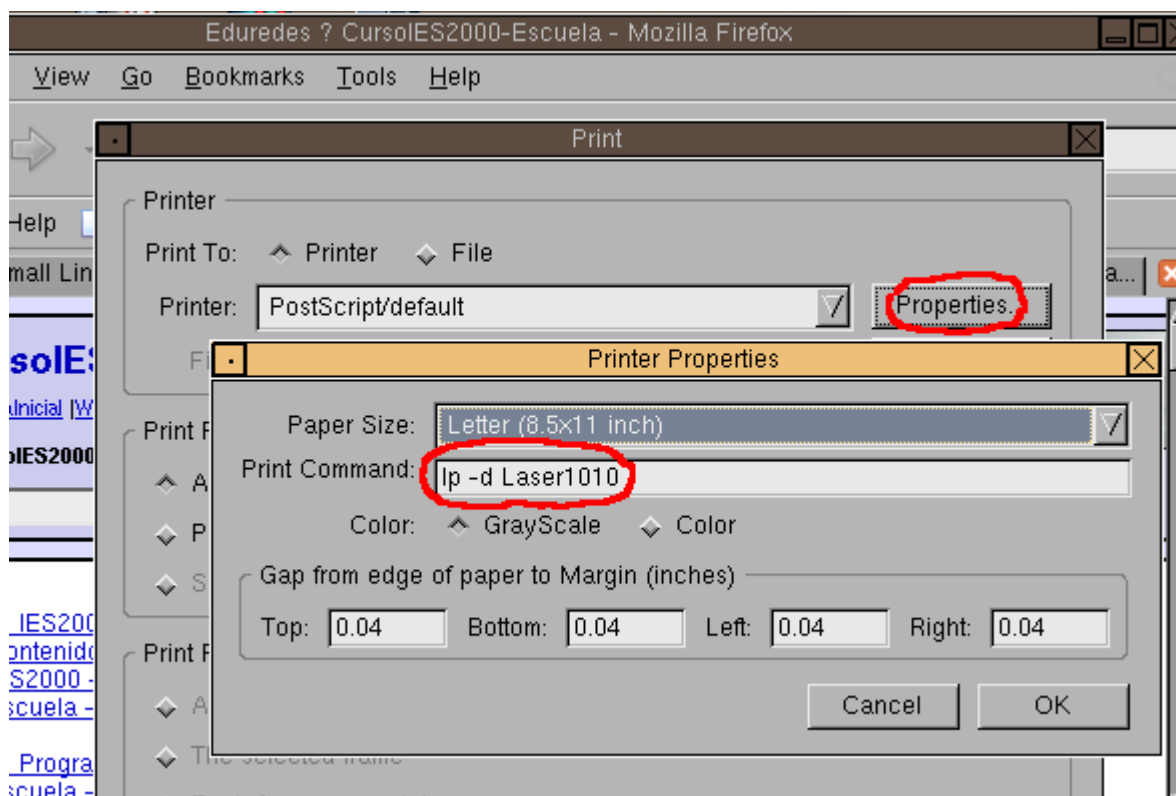 Eduredes ? CursoIES2000-Escuela - Mozilla Firefox
View Go Bookmarks Tools Help
Print
Printer
Help
Print To: Printer File
mall Lin
a...
Printer: PostScript/default Properties...
solE
Fi
Printer Properties
aInicial |W
Paper Size: Letter (8.5x11 inch)
Print F
oIES2000
Print Command: lp -d Laser1010
A
Color: GrayScale Color
P
Gap from edge of paper to Margin (inches)
S
IES200
Top: 0.04 Bottom: 0.04 Left: 0.04 Right: 0.04
ontenido
Print F
S2000 -
scuela -
A
Cancel OK
The selected frame
Progra
scuela -